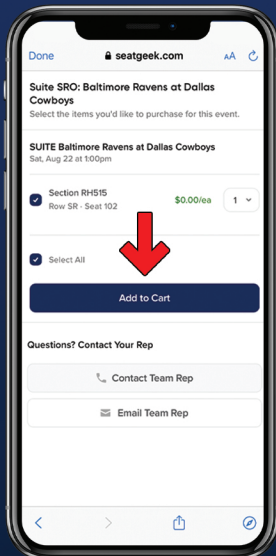 Done
seatgeek.com
AA
Suite SRO: Baltimore Ravens at Dallas
Cowboys
Select the items you'd like to purchase for this event.
SUITE Baltimore Ravens at Dallas Cowboys
Sat, Aug 22 at 1:00pm
Section RH515
Row SR - Seat 102
$0.00/ea
1
Select All
Add to Cart
Questions? Contact Your Rep
Contact Team Rep
Email Team Rep